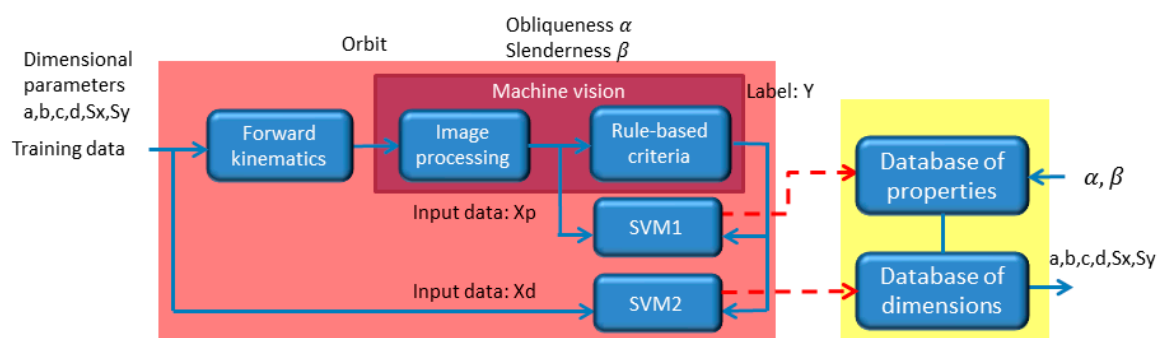 Obliqueness α
Slenderness β
Orbit
Dimensional
parameters
a,b,c,d,Sx,Sy
Training data
Machine vision
Label: Y
Forward
kinematics
Image
processing
Rule-based
criteria
Input data: Xp
SVM1
Input data: Xd
SVM2
Database of
properties
α, β
Database of
dimensions
a,b,c,d,Sx,Sy